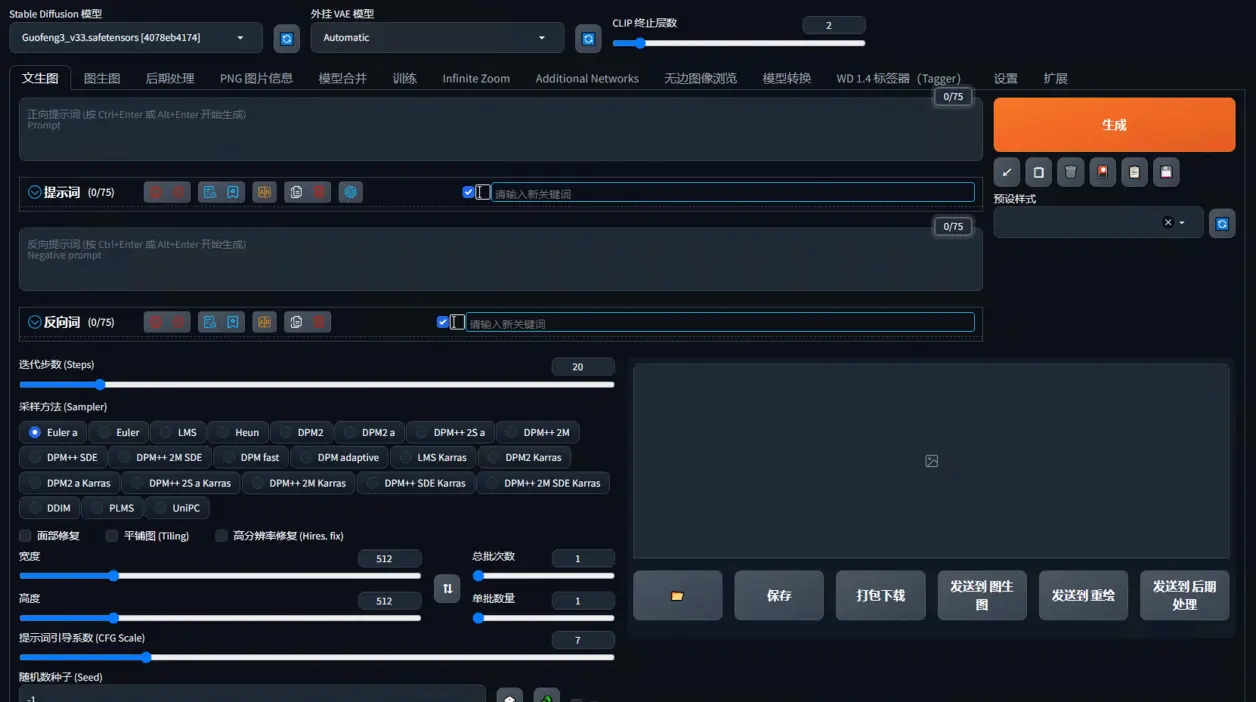 Stable Diffusion 模型
外挂 VAE 模型
CLIP 终止层数
2
Guofeng3_v33.safetensors [4078eb4174]
Automatic
文生图 图生图 后期处理 PNG 图片信息 模型合并 训练 Infinite Zoom Additional Networks 无边图像浏览 模型转换 WD 1.4 标签器（Tagger） 设置 扩展
0/75
正向提示词 (按 Ctrl+Enter 或 Alt+Enter 开始生成)
Prompt
生成
提示词 (0/75)
请输入新关键词
预设样式
0/75
反向提示词 (按 Ctrl+Enter 或 Alt+Enter 开始生成)
Negative prompt
反向词 (0/75)
请输入新关键词
迭代步数 (Steps)
20
采样方法 (Sampler)
Euler a Euler LMS Heun DPM2 DPM2 a DPM++ 2S a DPM++ 2M
DPM++ SDE DPM++ 2M SDE DPM fast DPM adaptive LMS Karras DPM2 Karras
DPM2 a Karras DPM++ 2S a Karras DPM++ 2M Karras DPM++ SDE Karras DPM++ 2M SDE Karras
DDIM PLMS UniPC
面部修复 平铺图 (Tiling) 高分辨率修复 (Hires. fix)
宽度
512
总批次数
1
高度
512
单批数量
1
提示词引导系数 (CFG Scale)
7
随机数种子 (Seed)
-1
保存
打包下载
发送到 图生
图
发送到 重绘
发送到 后期
处理